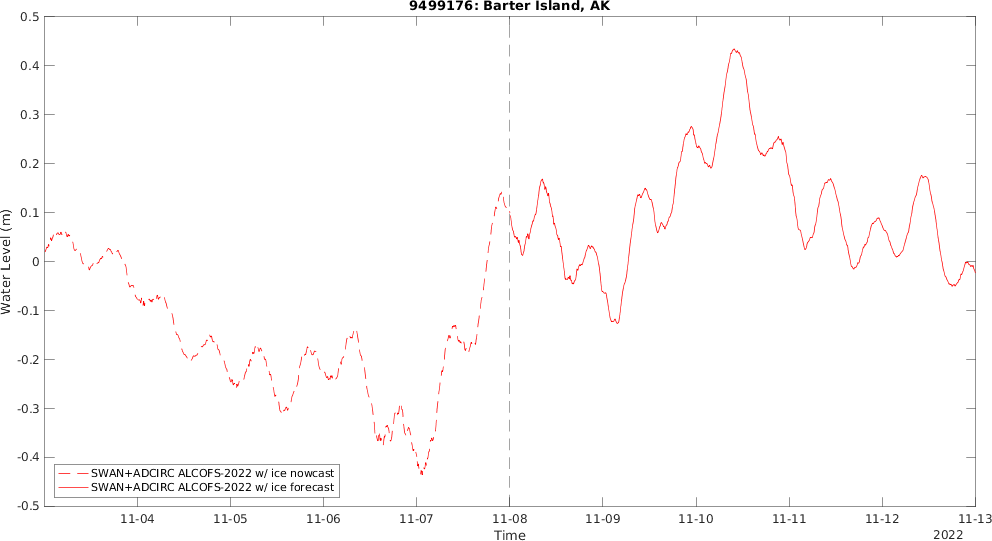 9499176: Barter Island, AK
Water Level (m)
0.5
0.4
0.3
0.2
0.1
0
-0.1
-0.2
-0.3
-0.4
-0.5
SWAN+ADCIRC ALCOFS-2022 w/ ice nowcast
SWAN+ADCIRC ALCOFS-2022 w/ ice forecast
11-04 11-05 11-06 11-07 11-08 11-09 11-10 11-11 11-12 11-13
Time
2022